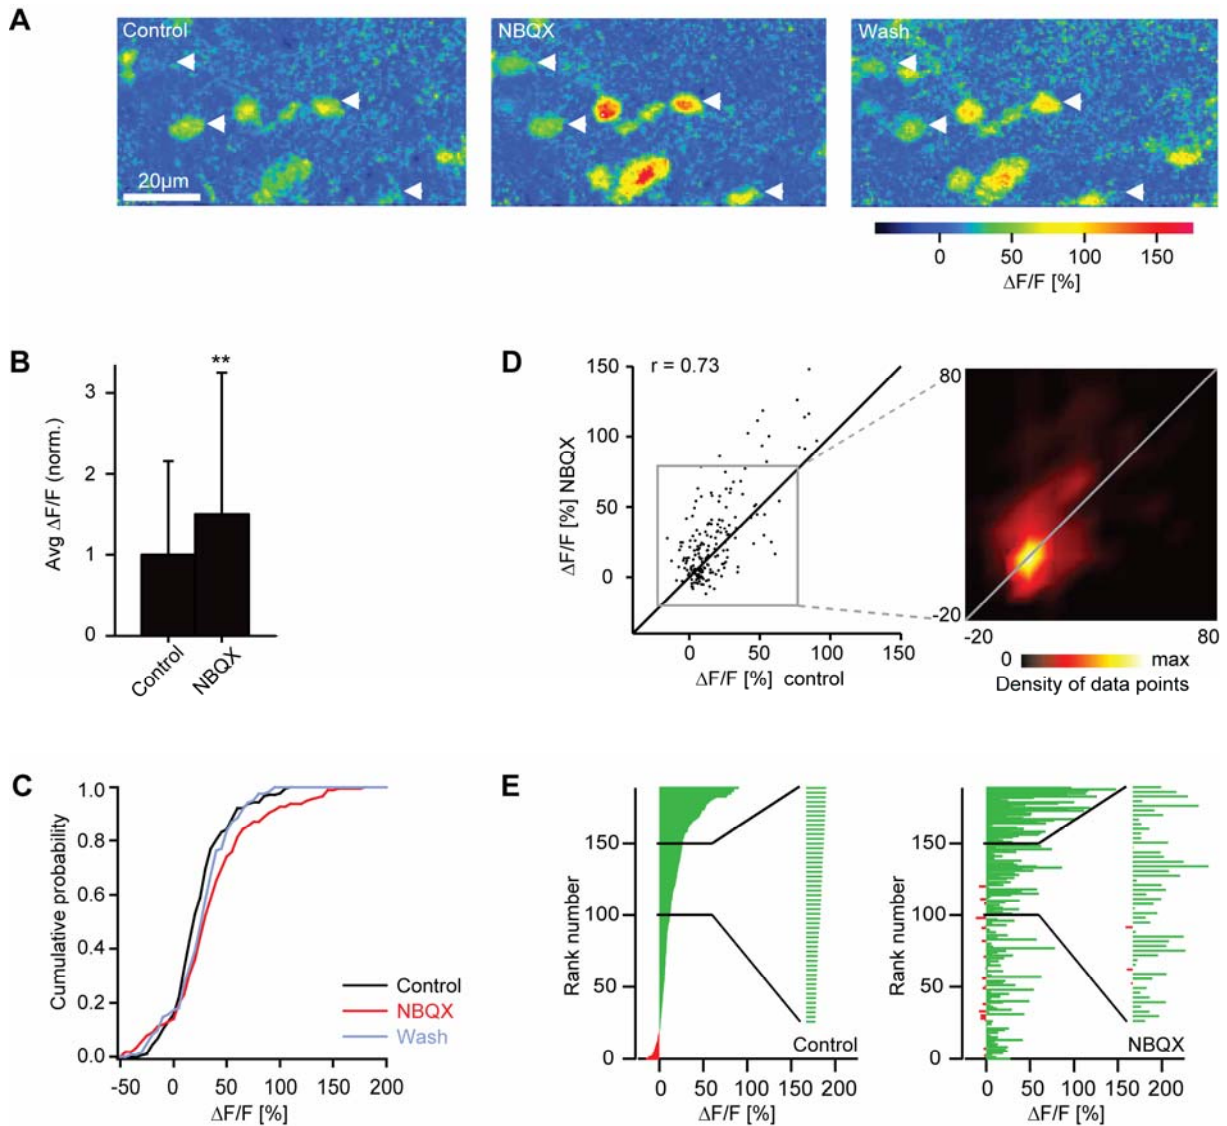 A
Control
NBQX
Wash
20µm
0 50 100 150
ΔF/F [%]
B
**
3
2
1
0
Avg ΔF/F (norm.)
Control
NBQX
D
r = 0.73
150
100
50
0
ΔF/F [%] NBQX
0 50 100 150
ΔF/F [%] control
80
-20
-20 80
0 max
Density of data points
C
1.0
0.8
0.6
0.4
0.2
0.0
Cumulative probability
Control
NBQX
Wash
-50 0 50 100 150 200
ΔF/F [%]
E
150
100
50
0
Rank number
Control
0 50 100 150 200
ΔF/F [%]
150
100
50
0
Rank number
NBQX
0 50 100 150 200
ΔF/F [%]